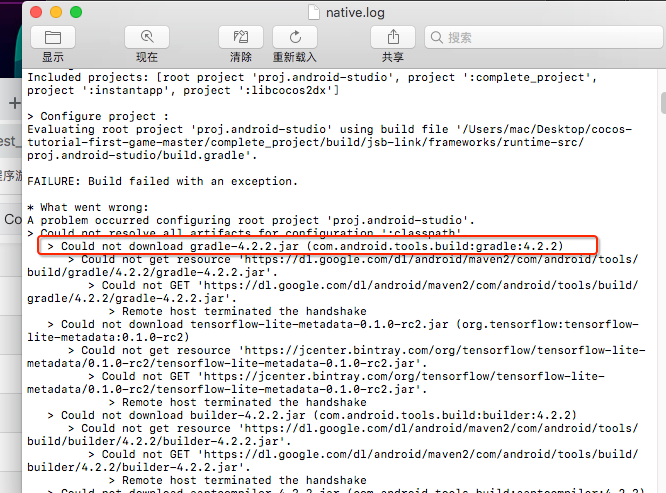 native.log
显示
现在
清除
重新载入
共享
搜索
Included projects: [root project 'proj.android-studio', project ':complete_project',
project ':instantapp', project ':libcocos2dx']
> Configure project :
Evaluating root project 'proj.android-studio' using build file '/Users/mac/Desktop/cocos-
tutorial-first-game-master/complete_project/build/jsb-link/frameworks/runtime-src/
proj.android-studio/build.gradle'.
FAILURE: Build failed with an exception.
* What went wrong:
A problem occurred configuring root project 'proj.android-studio'.
> Could not resolve all artifacts for configuration ':classpath'
> Could not download gradle-4.2.2.jar (com.android.tools.build:gradle:4.2.2)
> Could not get resource 'https://dl.google.com/dl/android/maven2/com/android/tools/
build/gradle/4.2.2/gradle-4.2.2.jar'.
> Could not GET 'https://dl.google.com/dl/android/maven2/com/android/tools/build/
gradle/4.2.2/gradle-4.2.2.jar'.
> Remote host terminated the handshake
> Could not download tensorflow-lite-metadata-0.1.0-rc2.jar (org.tensorflow:tensorflow-
lite-metadata:0.1.0-rc2)
> Could not get resource 'https://jcenter.bintray.com/org/tensorflow/tensorflow-lite-
metadata/0.1.0-rc2/tensorflow-lite-metadata-0.1.0-rc2.jar'.
> Could not GET 'https://jcenter.bintray.com/org/tensorflow/tensorflow-lite-
metadata/0.1.0-rc2/tensorflow-lite-metadata-0.1.0-rc2.jar'.
> Remote host terminated the handshake
> Could not download builder-4.2.2.jar (com.android.tools.build:builder:4.2.2)
> Could not get resource 'https://dl.google.com/dl/android/maven2/com/android/tools/
build/builder/4.2.2/builder-4.2.2.jar'.
> Could not GET 'https://dl.google.com/dl/android/maven2/com/android/tools/build/
builder/4.2.2/builder-4.2.2.jar'.
> Remote host terminated the handshake
> Could not download aaptcompiler-4.2.2.jar (com.android.tools.build:aaptcompiler:4.2.2)
est_
程序游
Co